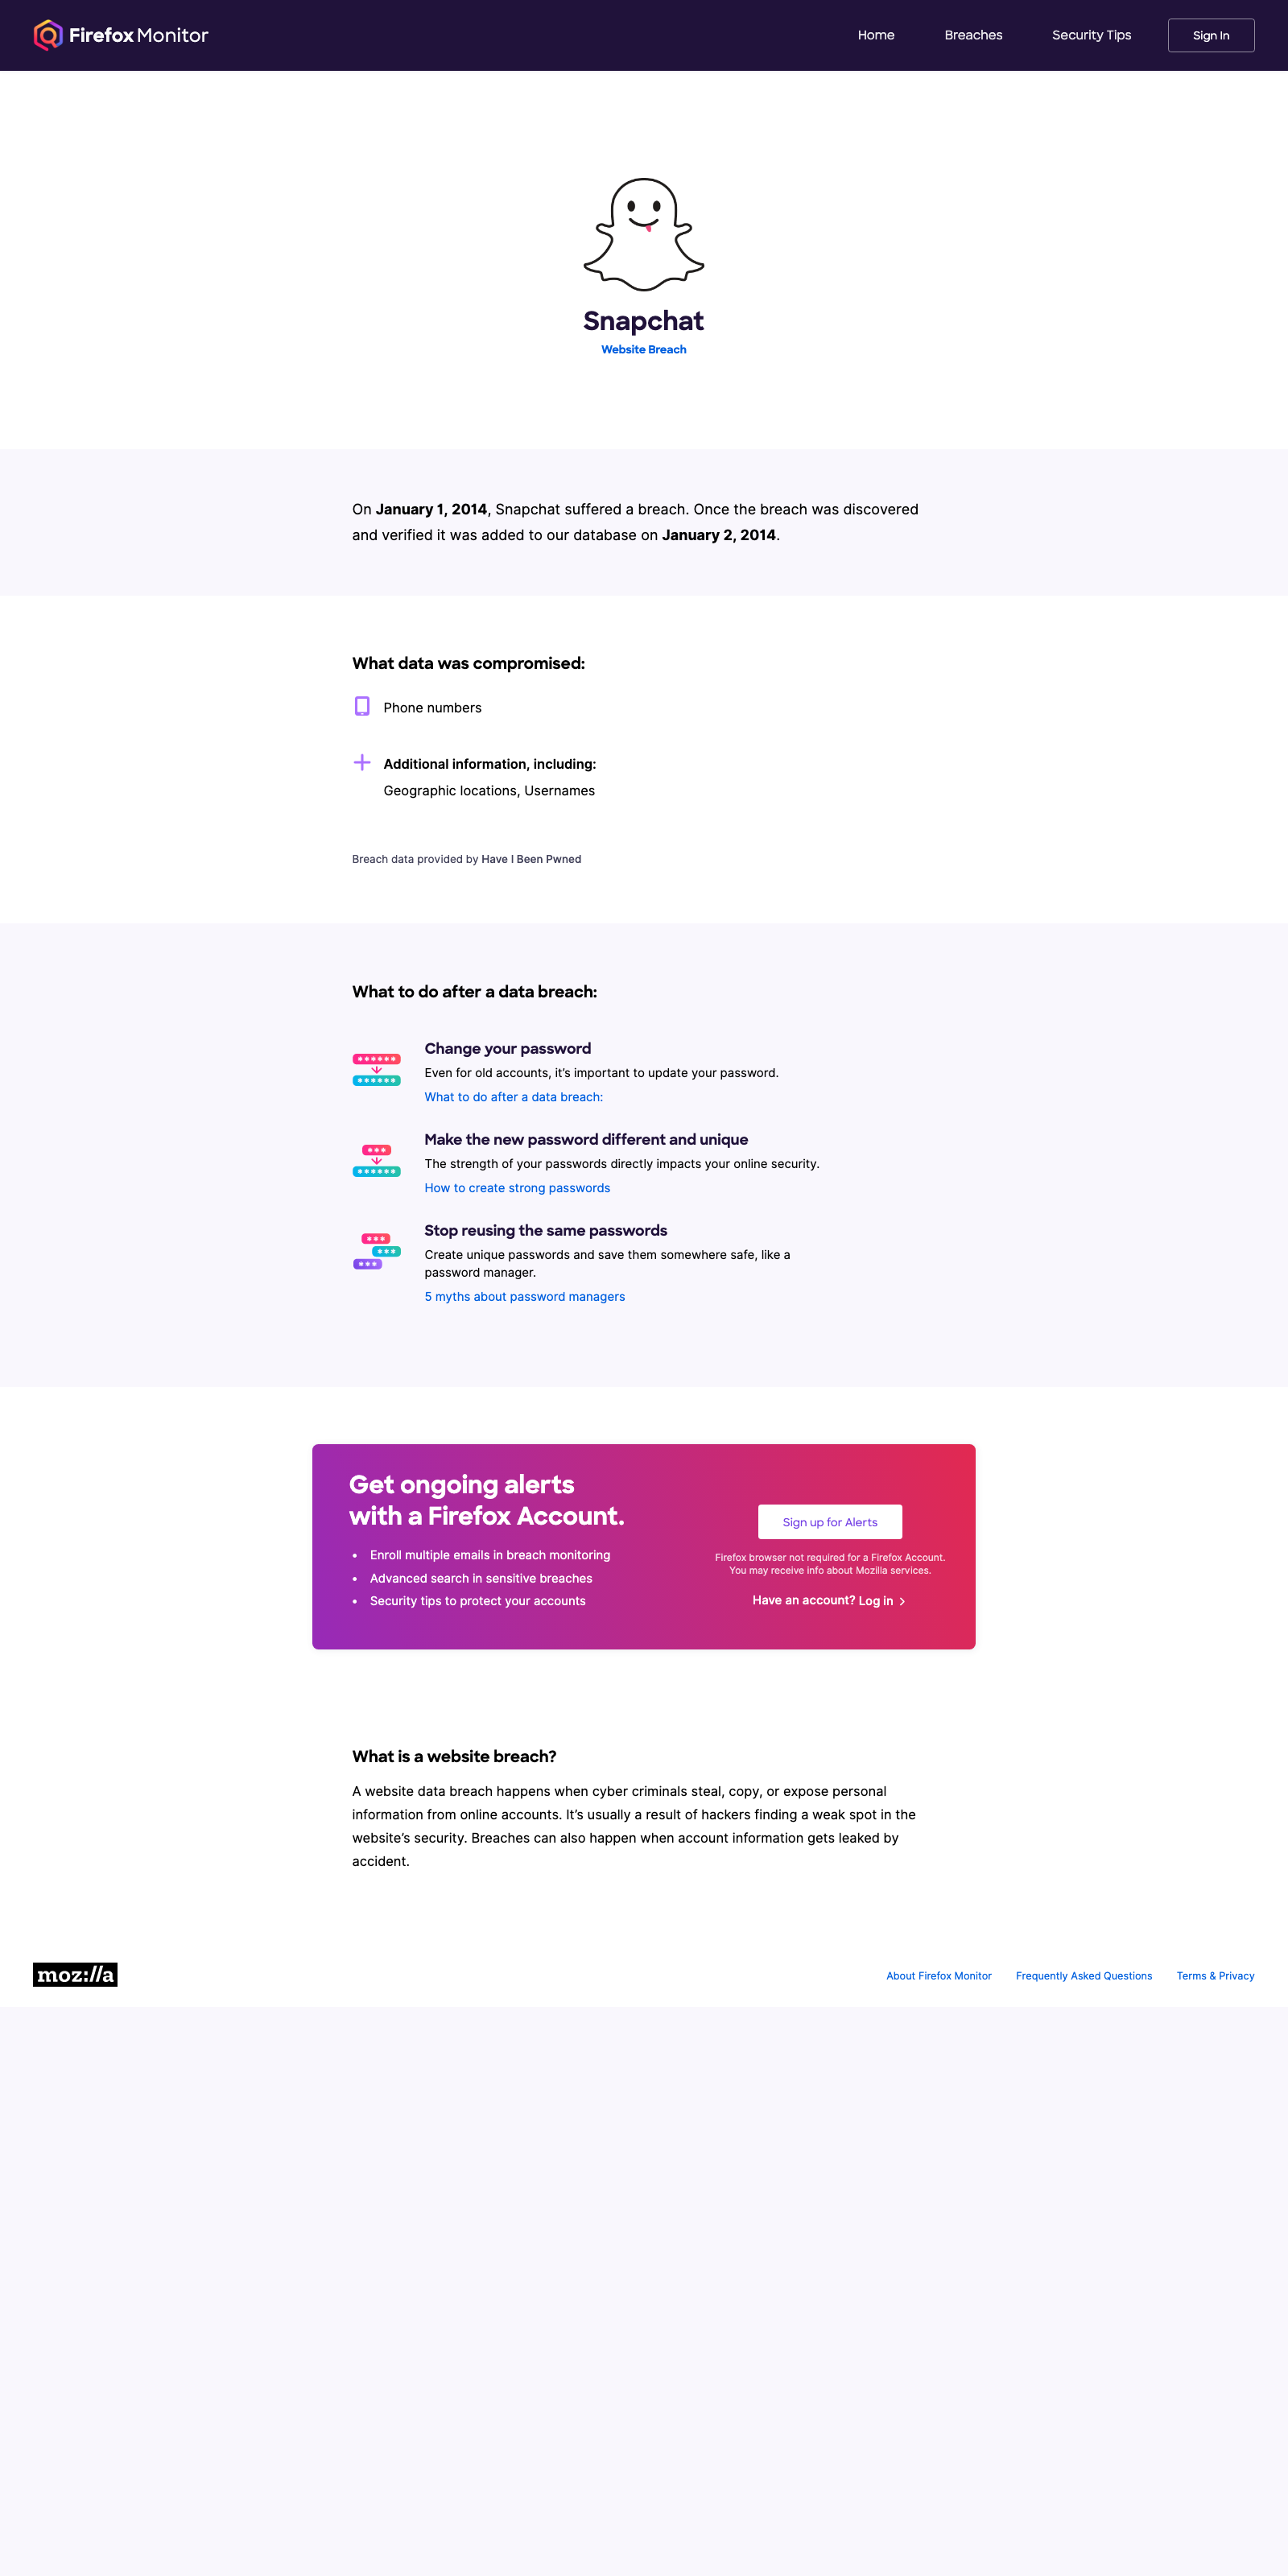 Firefox Monitor
Home
Breaches
Security Tips
Sign In
Snapchat
Website Breach
On January 1, 2014, Snapchat suffered a breach. Once the breach was discovered
and verified it was added to our database on January 2, 2014.
What data was compromised:
Phone numbers
Additional information, including:
Geographic locations, Usernames
Breach data provided by Have I Been Pwned
What to do after a data breach:
Change your password
Even for old accounts, it’s important to update your password.
What to do after a data breach:
Make the new password different and unique
The strength of your passwords directly impacts your online security.
How to create strong passwords
Stop reusing the same passwords
Create unique passwords and save them somewhere safe, like a
password manager.
5 myths about password managers
Get ongoing alerts
with a Firefox Account.
• Enroll multiple emails in breach monitoring
• Advanced search in sensitive breaches
• Security tips to protect your accounts
Sign up for Alerts
Firefox browser not required for a Firefox Account.
You may receive info about Mozilla services.
Have an account? Log in
What is a website breach?
A website data breach happens when cyber criminals steal, copy, or expose personal
information from online accounts. It’s usually a result of hackers finding a weak spot in the
website’s security. Breaches can also happen when account information gets leaked by
accident.
moz://a
About Firefox Monitor
Frequently Asked Questions
Terms & Privacy